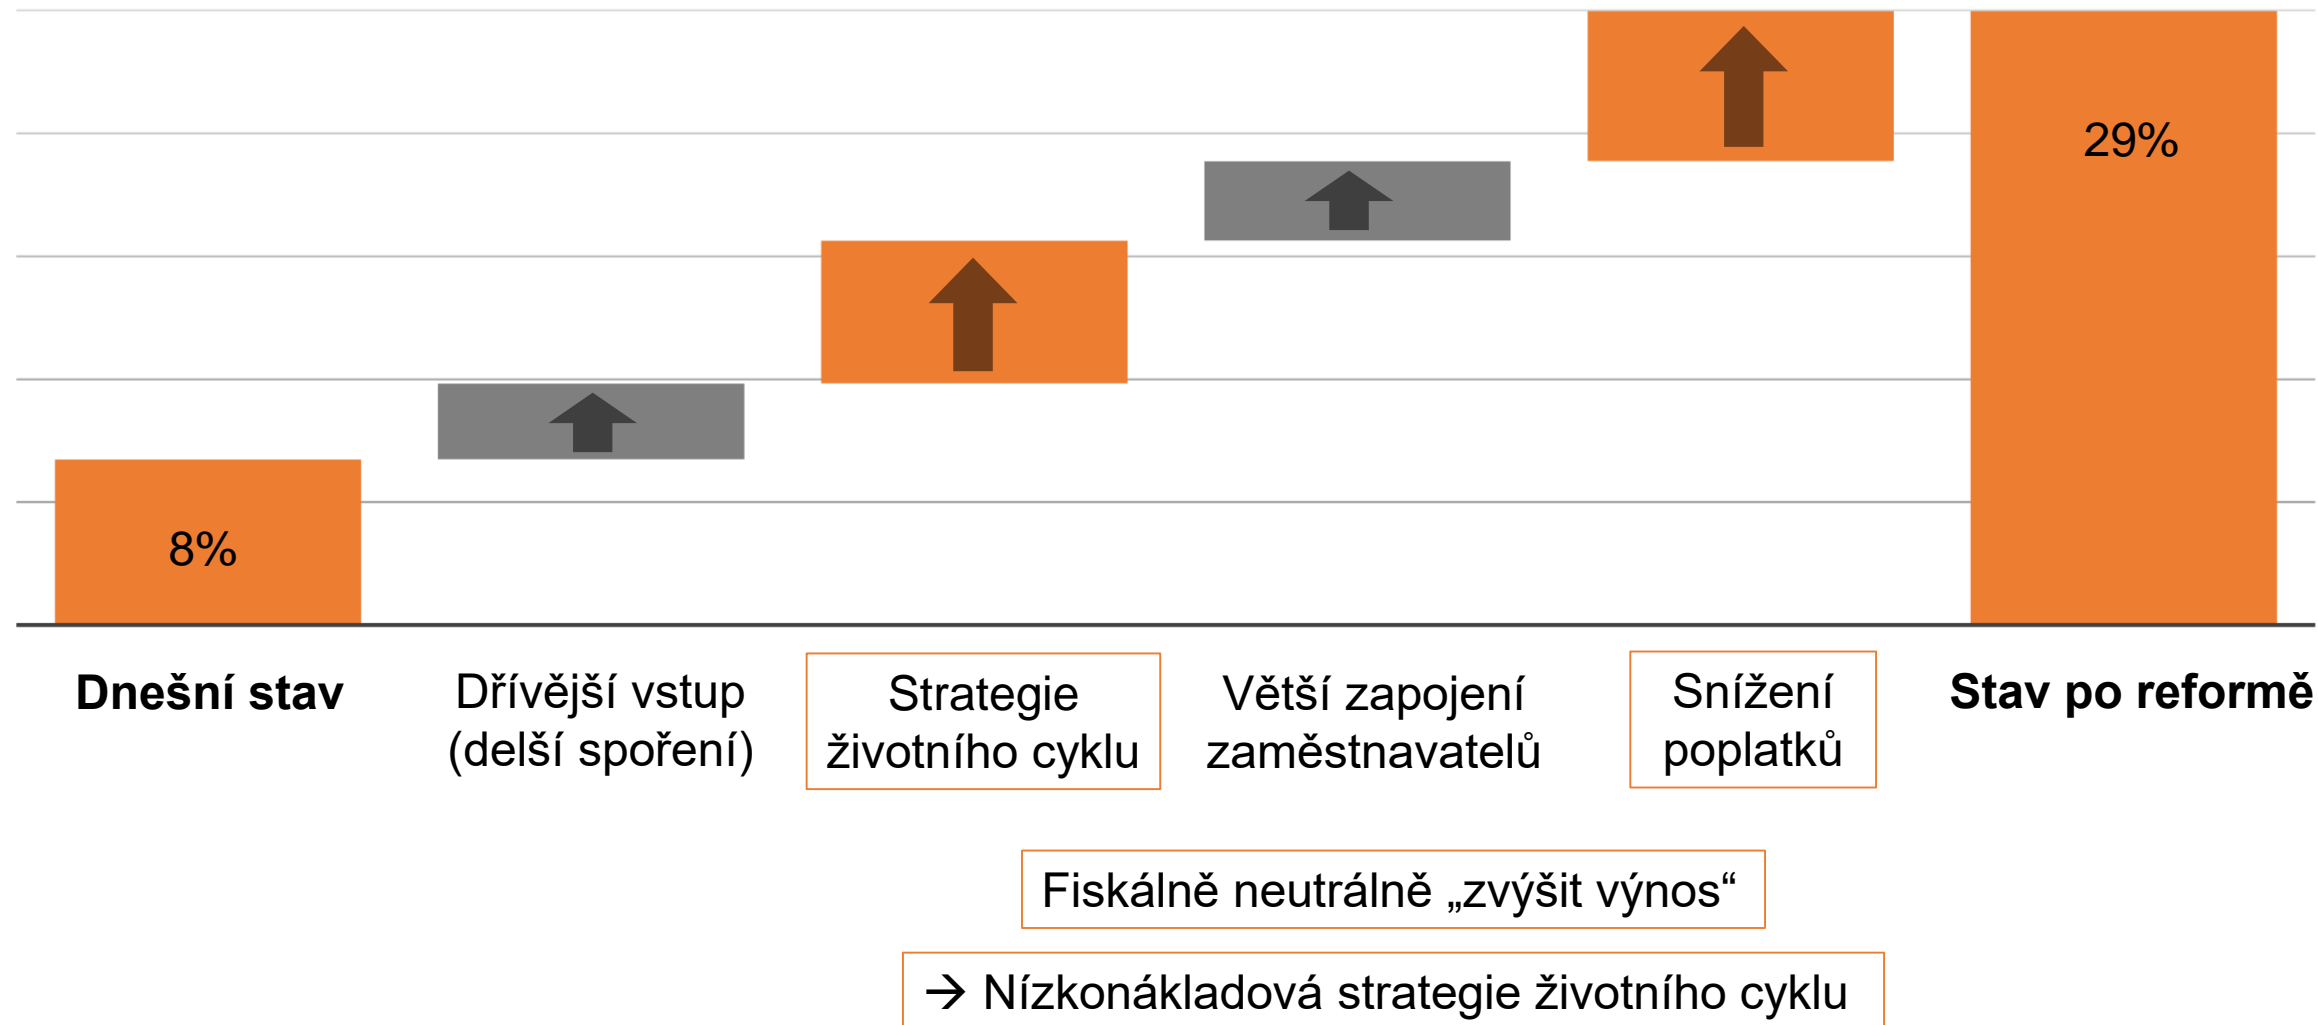 29%
8%
Dnešní stav
Dřívější vstup
(delší spoření)
Strategie
životního cyklu
Větší zapojení
zaměstnavatelů
Snížení
poplatků
Stav po reformě
Fiskálně neutrálně „zvýšit výnos“
→ Nízkonákladová strategie životního cyklu